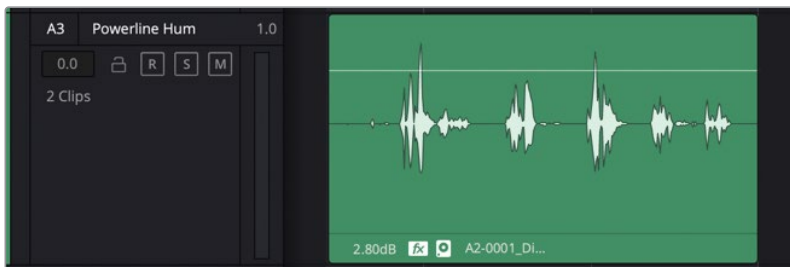 A3 Powerline Hum 1.0
0.0 R S M
2 Clips
2.80dB fx A2-0001_Di...